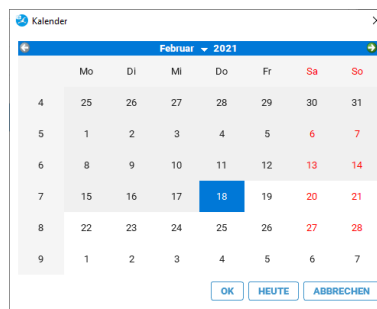 Kalender
Februar 2021
Mo Di Mi Do Fr Sa So
4 25 26 27 28 29 30 31
5 1 2 3 4 5 6 7
6 8 9 10 11 12 13 14
7 15 16 17 18 19 20 21
8 22 23 24 25 26 27 28
9 1 2 3 4 5 6 7
OK HEUTE ABBRECHEN